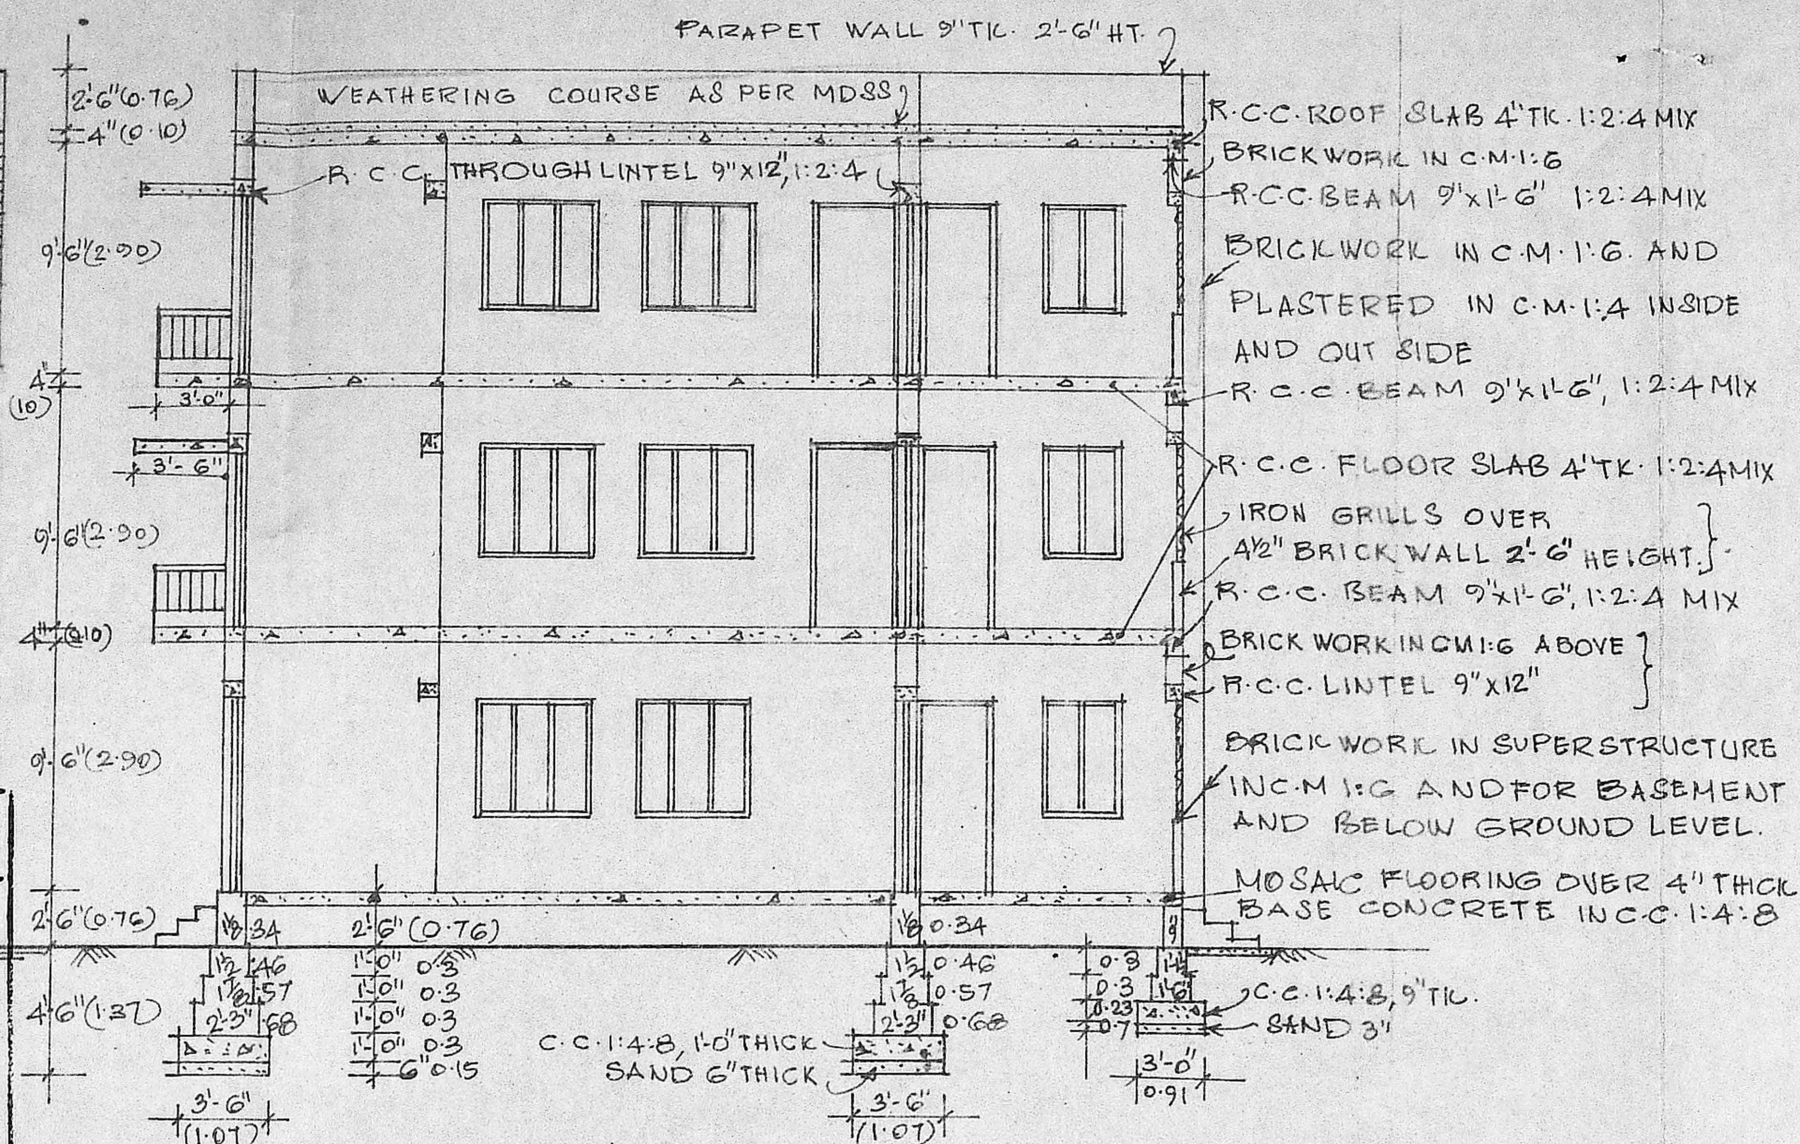 PARAPET WALL 9"TK. 2'-6"HT.
2'-6"(0.76)
WEATHERING COURSE AS PER MDSS
4"(0.10)
R.C.C. ROOF SLAB 4"TK. 1:2:4 MIX
BRICKWORK IN C.M.1:6
R.C.C. THROUGH LINTEL 9"X12", 1:2:4
R.C.C. BEAM 9"x1'-6" 1:2:4 MIX
9'-6"(2.90)
BRICKWORK IN C.M. 1:6. AND
PLASTERED IN C.M. 1:4 INSIDE
AND OUT SIDE
4"
(10)
3'-0"
R.C.C. BEAM 9"x1'-6", 1:2:4 MIX
3'-6"
R.C.C. FLOOR SLAB 4"TK. 1:2:4 MIX
9'-6"(2.90)
IRON GRILLS OVER
4½" BRICK WALL 2'-6" HEIGHT.
R.C.C. BEAM 9"x1'-6", 1:2:4 MIX
BRICK WORK IN CM 1:6 ABOVE
R.C.C. LINTEL 9"X12"
9'-6"(2.90)
BRICK WORK IN SUPERSTRUCTURE
IN C.M 1:6 AND FOR BASEMENT
AND BELOW GROUND LEVEL.
MOSAIC FLOORING OVER 4" THICK
BASE CONCRETE IN C.C. 1:4:8
2'-6"(0.76)
.34
2'-6"(0.76)
0.34
9
1½ .46
1'-0" 0.3
1½ 0.46
0.3
.57
1'-0" 0.3
0.57
0.3 1'-6"
C.C. 1:4:8, 9"TK.
4'-6"(1.37)
2'-3" .68
1'-0" 0.3
2'-3" 0.68
0.23
SAND 3"
0.7
1'-0" 0.3
C.C. 1:4:8, 1'-0" THICK
6" 0.15
SAND 6" THICK
3'-0"
0.91
3'-6"
(1.07)
3'-6"
(1.07)